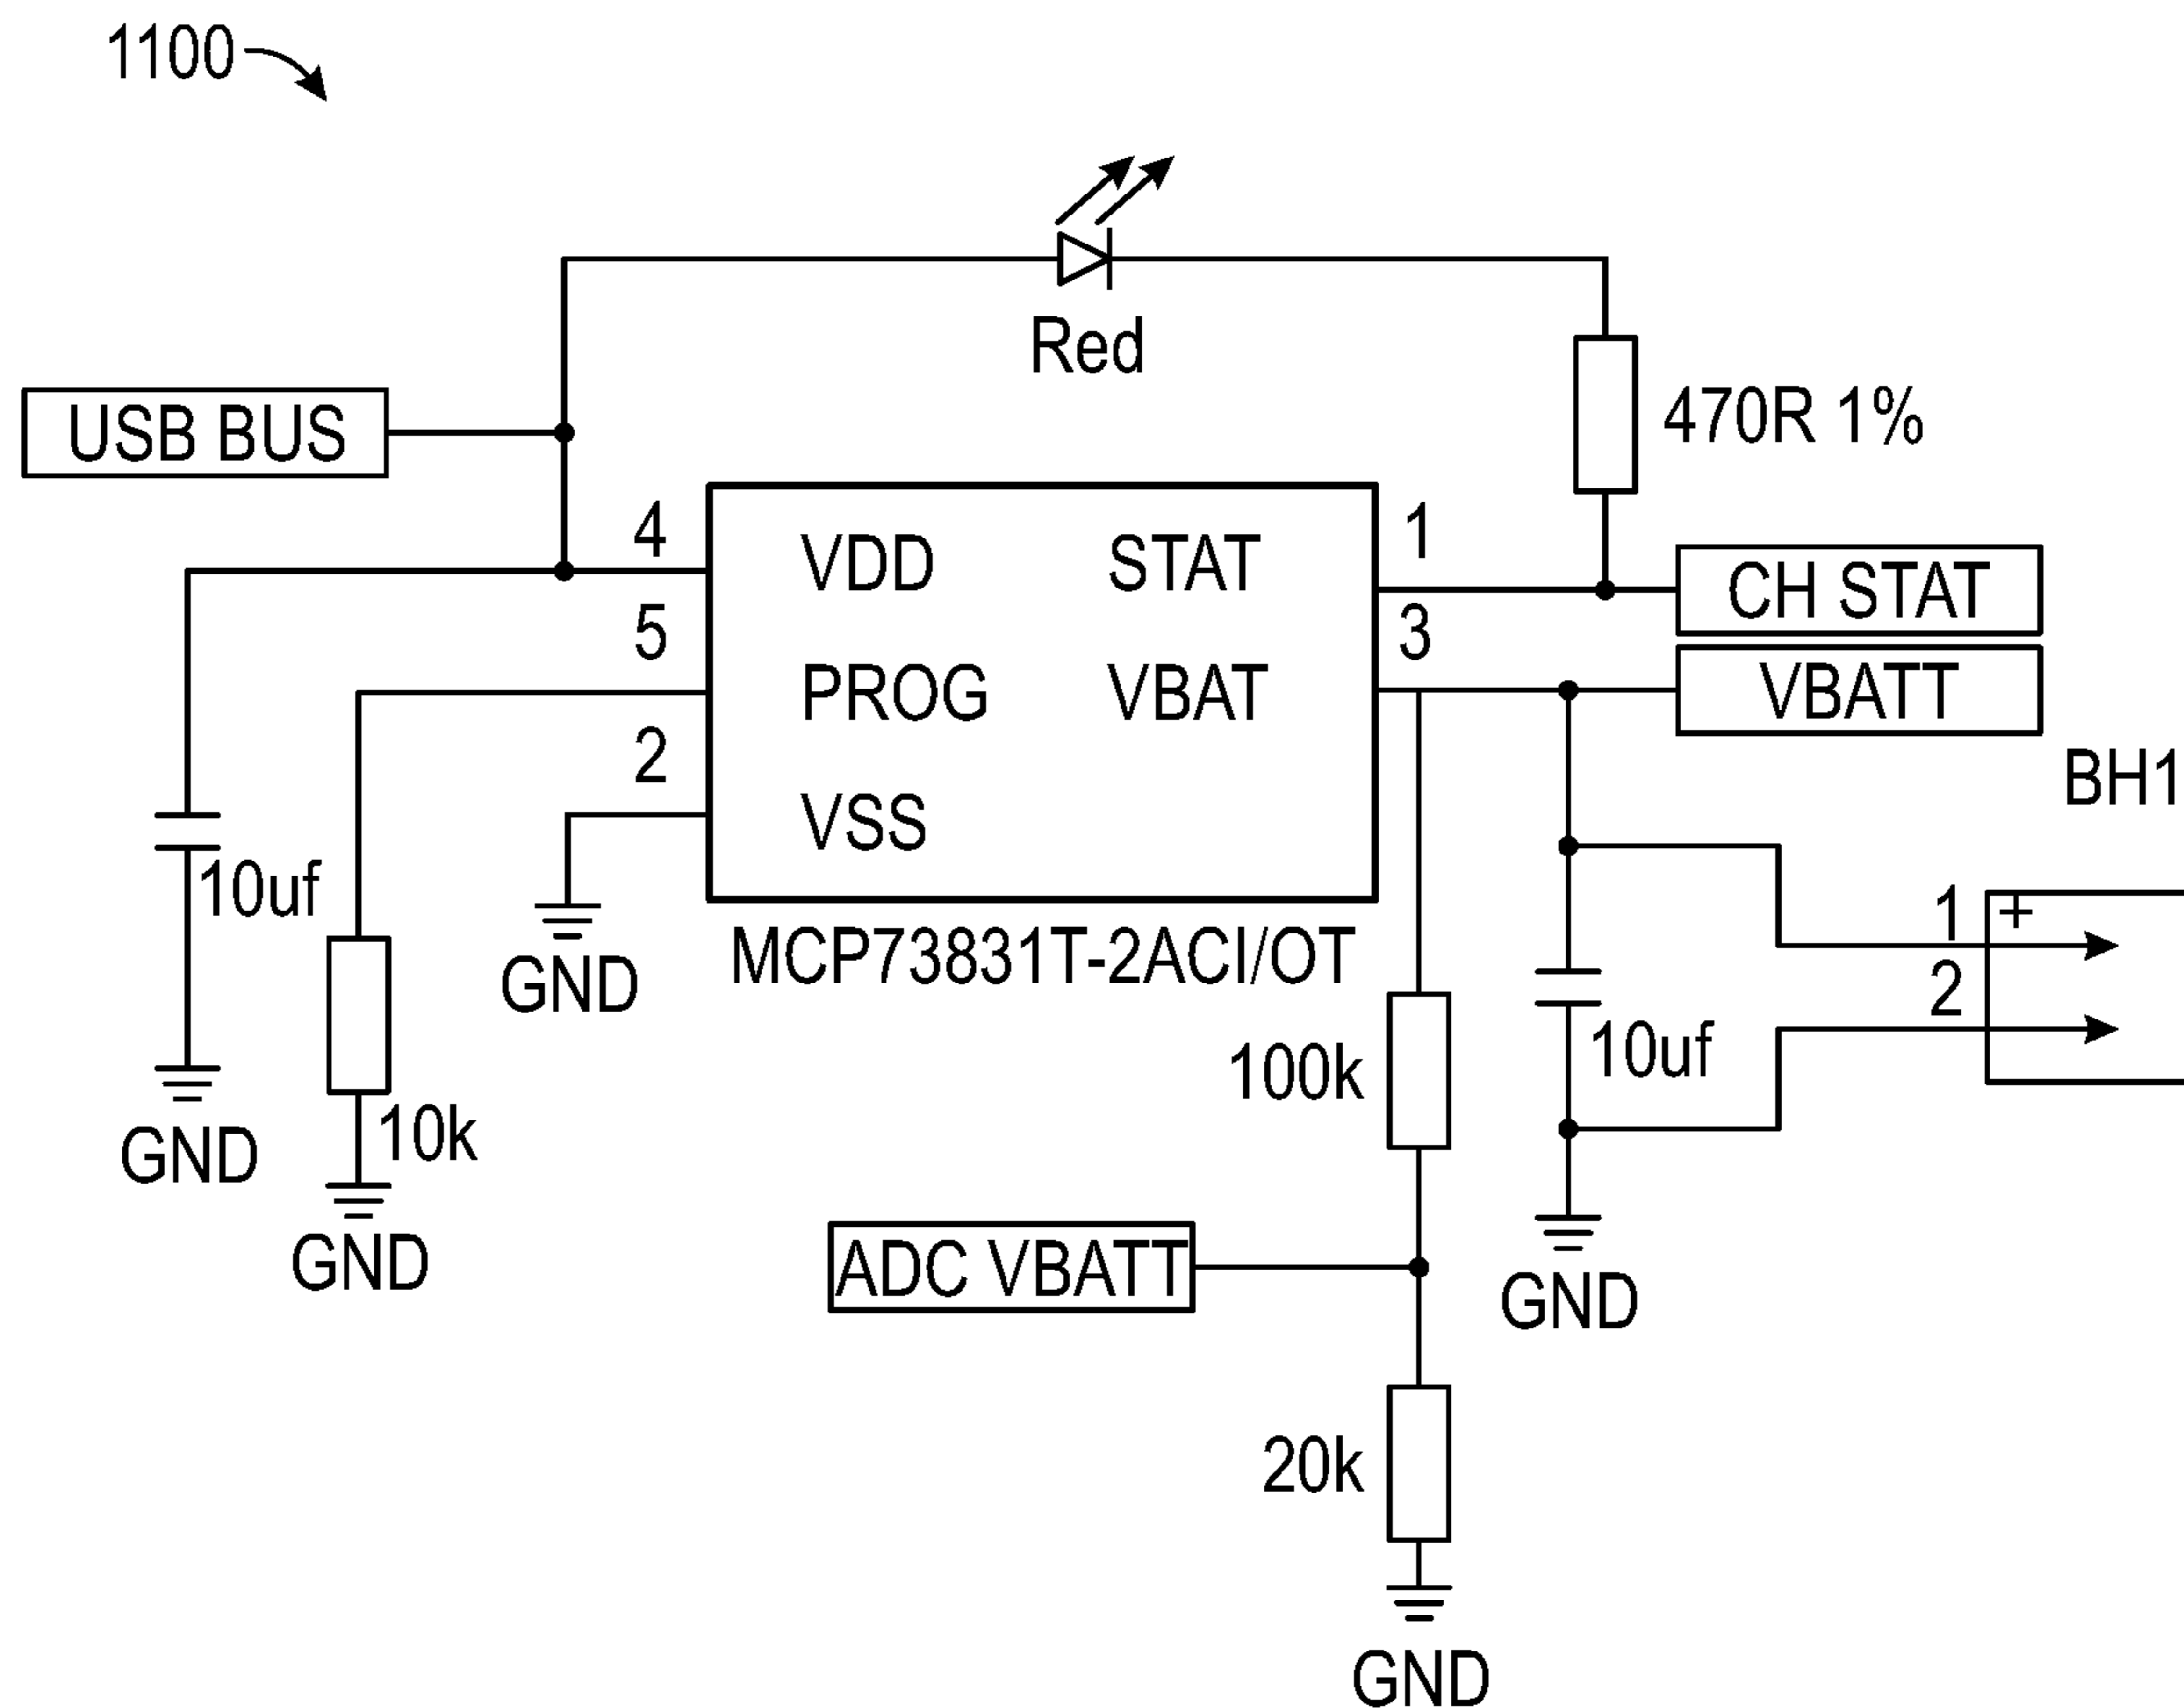 1100
Red
470R 1%
USB BUS
4
VDD
STAT
1
CH STAT
5
PROG
VBAT
3
VBATT
2
VSS
BH1
10uf
GND
MCP73831T-2ACI/OT
1
+
2
10uf
100k
10k
GND
GND
ADC VBATT
GND
20k
GND